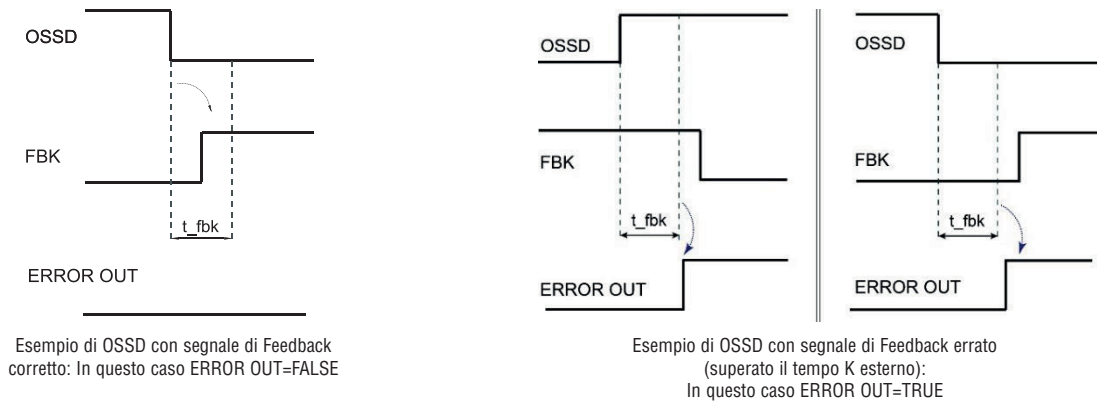 OSSD
FBK
t_fbk
ERROR OUT
Esempio di OSSD con segnale di Feedback
corretto: In questo caso ERROR OUT=FALSE
OSSD
FBK
t_fbk
ERROR OUT
OSSD
FBK
t_fbk
ERROR OUT
Esempio di OSSD con segnale di Feedback errato
(superato il tempo K esterno):
In questo caso ERROR OUT=TRUE